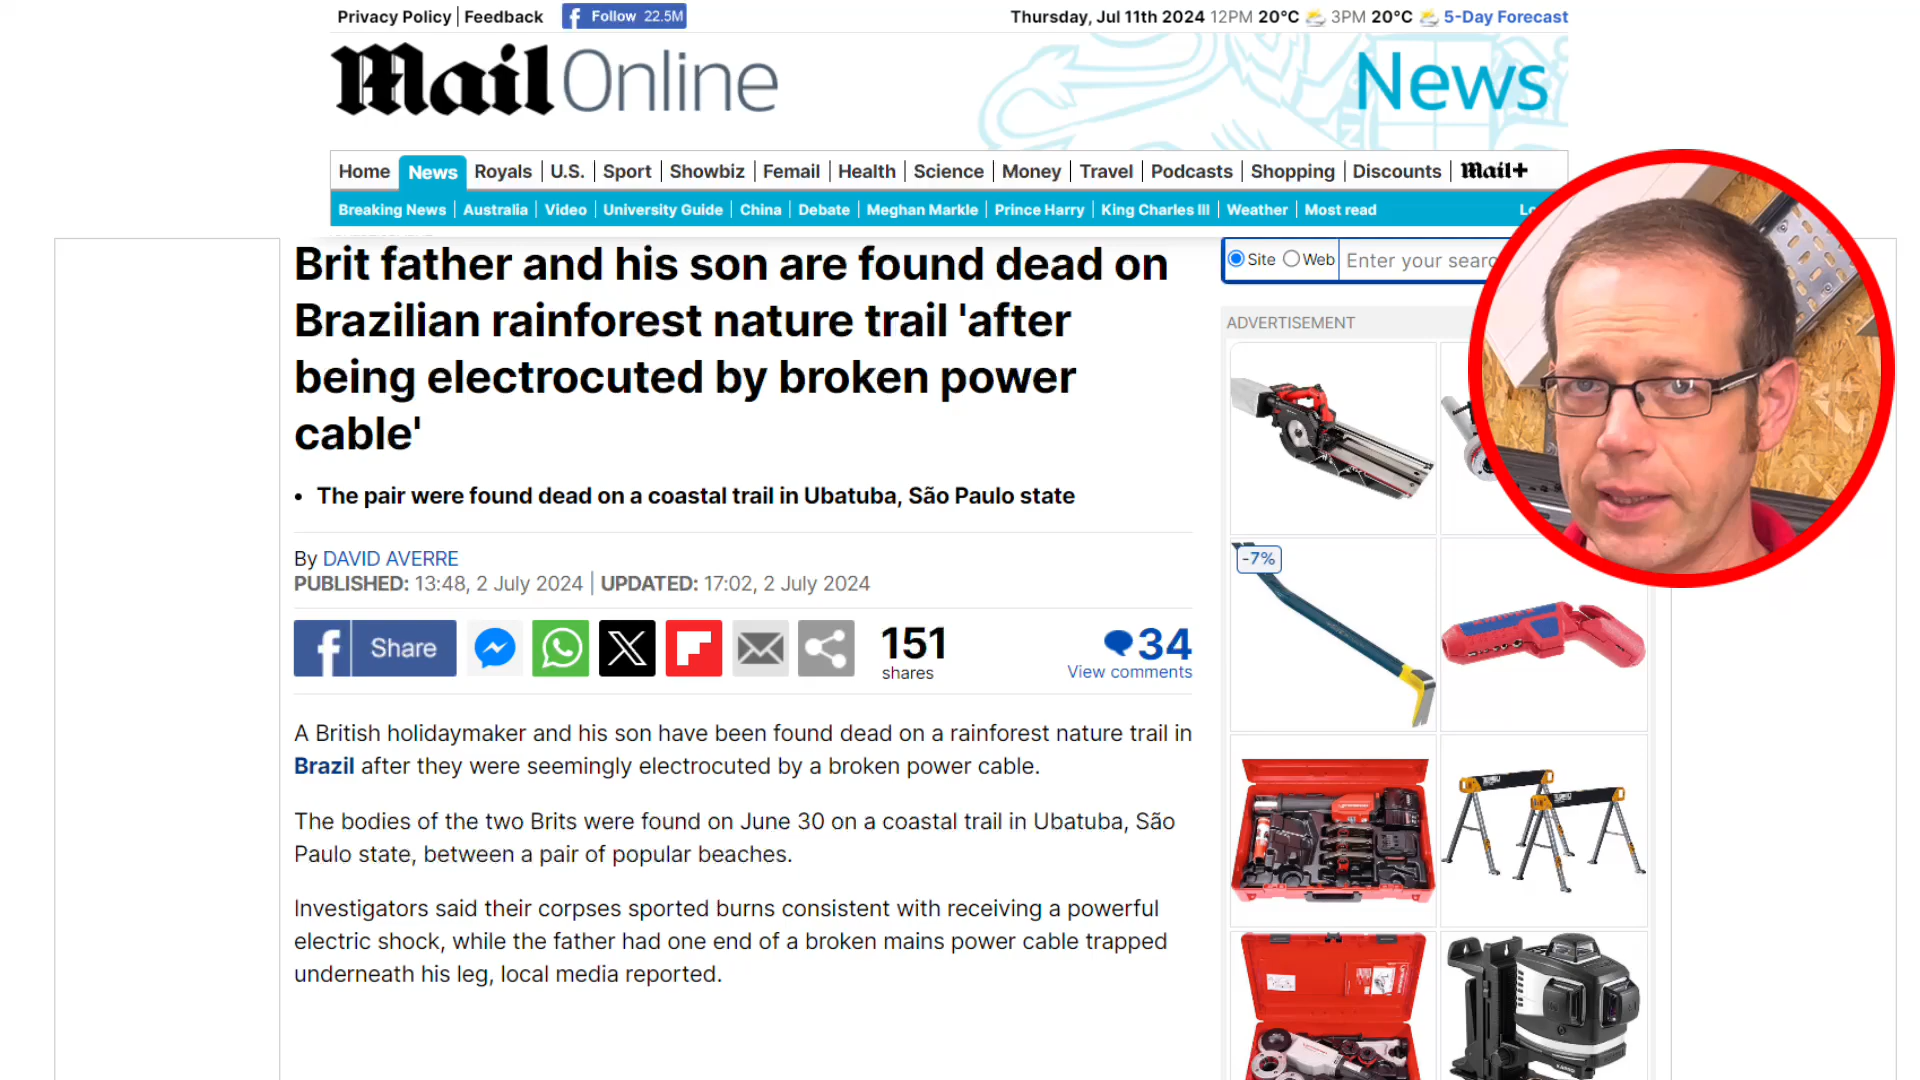 Privacy Policy Feedback
Follow 22.5M
Thursday, Jul 11th 2024 12PM 20°C 3PM 20°C 5-Day Forecast
Mail Online
News
Home News Royals U.S. Sport Showbiz Femail Health Science Money Travel Podcasts Shopping Discounts Mail+
Breaking News Australia Video University Guide China Debate Meghan Markle Prince Harry King Charles III Weather Most read
Brit father and his son are found dead on
Brazilian rainforest nature trail 'after
being electrocuted by broken power
cable'
• The pair were found dead on a coastal trail in Ubatuba, São Paulo state
By DAVID AVERRE
PUBLISHED: 13:48, 2 July 2024 | UPDATED: 17:02, 2 July 2024
Share
151
shares
34
View comments
A British holidaymaker and his son have been found dead on a rainforest nature trail in
Brazil after they were seemingly electrocuted by a broken power cable.
The bodies of the two Brits were found on June 30 on a coastal trail in Ubatuba, São
Paulo state, between a pair of popular beaches.
Investigators said their corpses sported burns consistent with receiving a powerful
electric shock, while the father had one end of a broken mains power cable trapped
underneath his leg, local media reported.
Site Web Enter your
ADVERTISEMENT
-7%